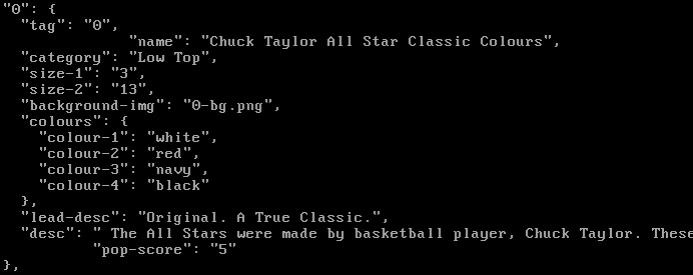 "0": {
"tag": "0",
"name": "Chuck Taylor All Star Classic Colours",
"category": "Low Top",
"size-1": "3",
"size-2": "13",
"background-img": "0-bg.png",
"colours": {
"colour-1": "white",
"colour-2": "red",
"colour-3": "navy",
"colour-4": "black"
},
"lead-desc": "Original. A True Classic.",
"desc": " The All Stars were made by basketball player, Chuck Taylor. These
"pop-score": "5"
},